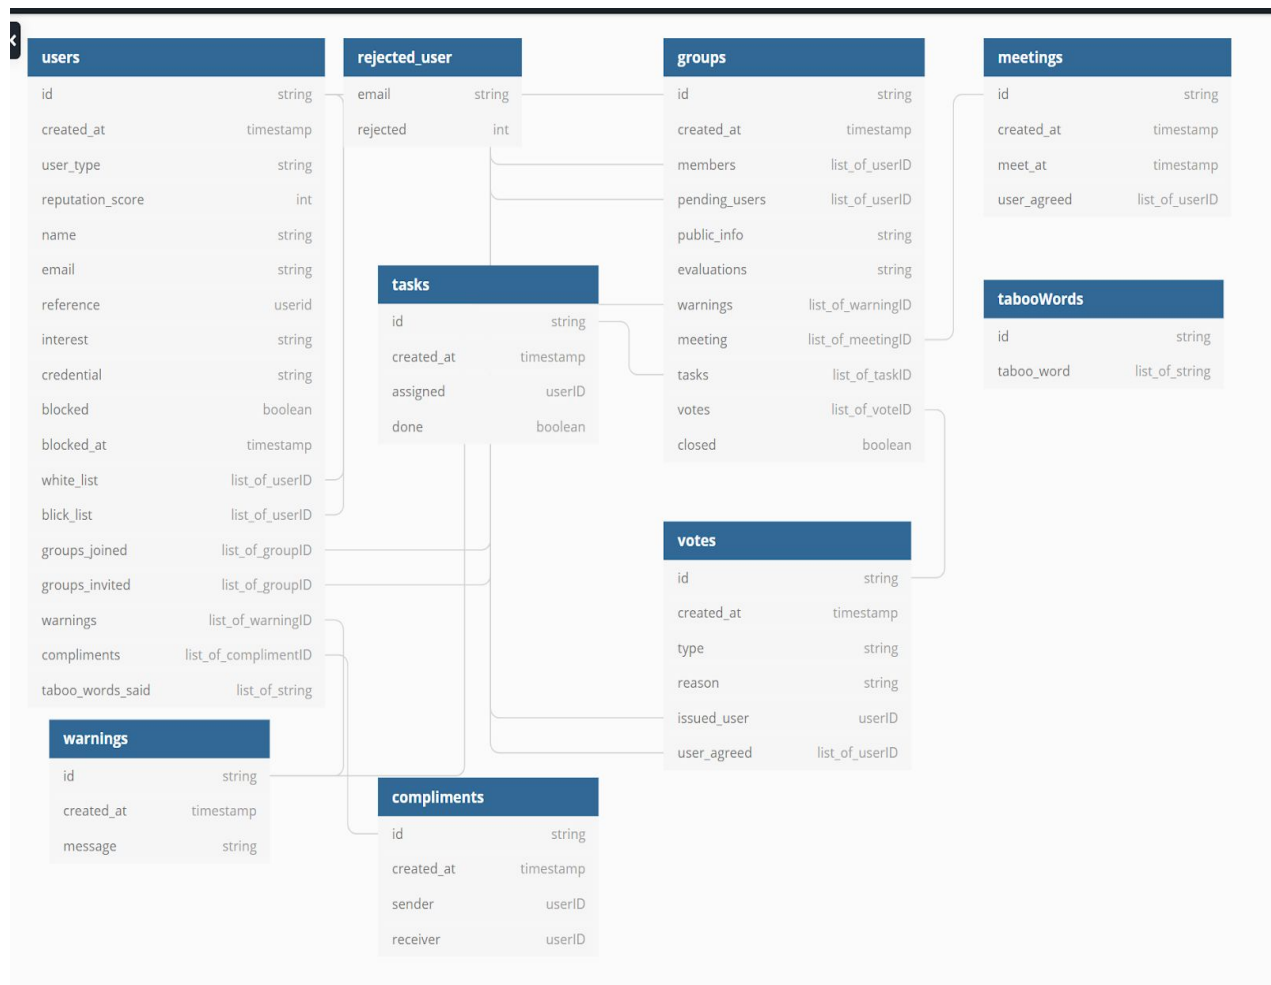 users
id string
created_at timestamp
user_type string
reputation_score int
name string
email string
reference userid
interest string
credential string
blocked boolean
blocked_at timestamp
white_list list_of_userID
blick_list list_of_userID
groups_joined list_of_groupID
groups_invited list_of_groupID
warnings list_of_warningID
compliments list_of_complimentID
taboo_words_said list_of_string
warnings
id string
created_at timestamp
message string
rejected_user
email string
rejected int
tasks
id string
created_at timestamp
assigned userID
done boolean
compliments
id string
created_at timestamp
sender userID
receiver userID
groups
id string
created_at timestamp
members list_of_userID
pending_users list_of_userID
public_info string
evaluations string
warnings list_of_warningID
meeting list_of_meetingID
tasks list_of_taskID
votes list_of_voteID
closed boolean
votes
id string
created_at timestamp
type string
reason string
issued_user userID
user_agreed list_of_userID
meetings
id string
created_at timestamp
meet_at timestamp
user_agreed list_of_userID
tabooWords
id string
taboo_word list_of_string